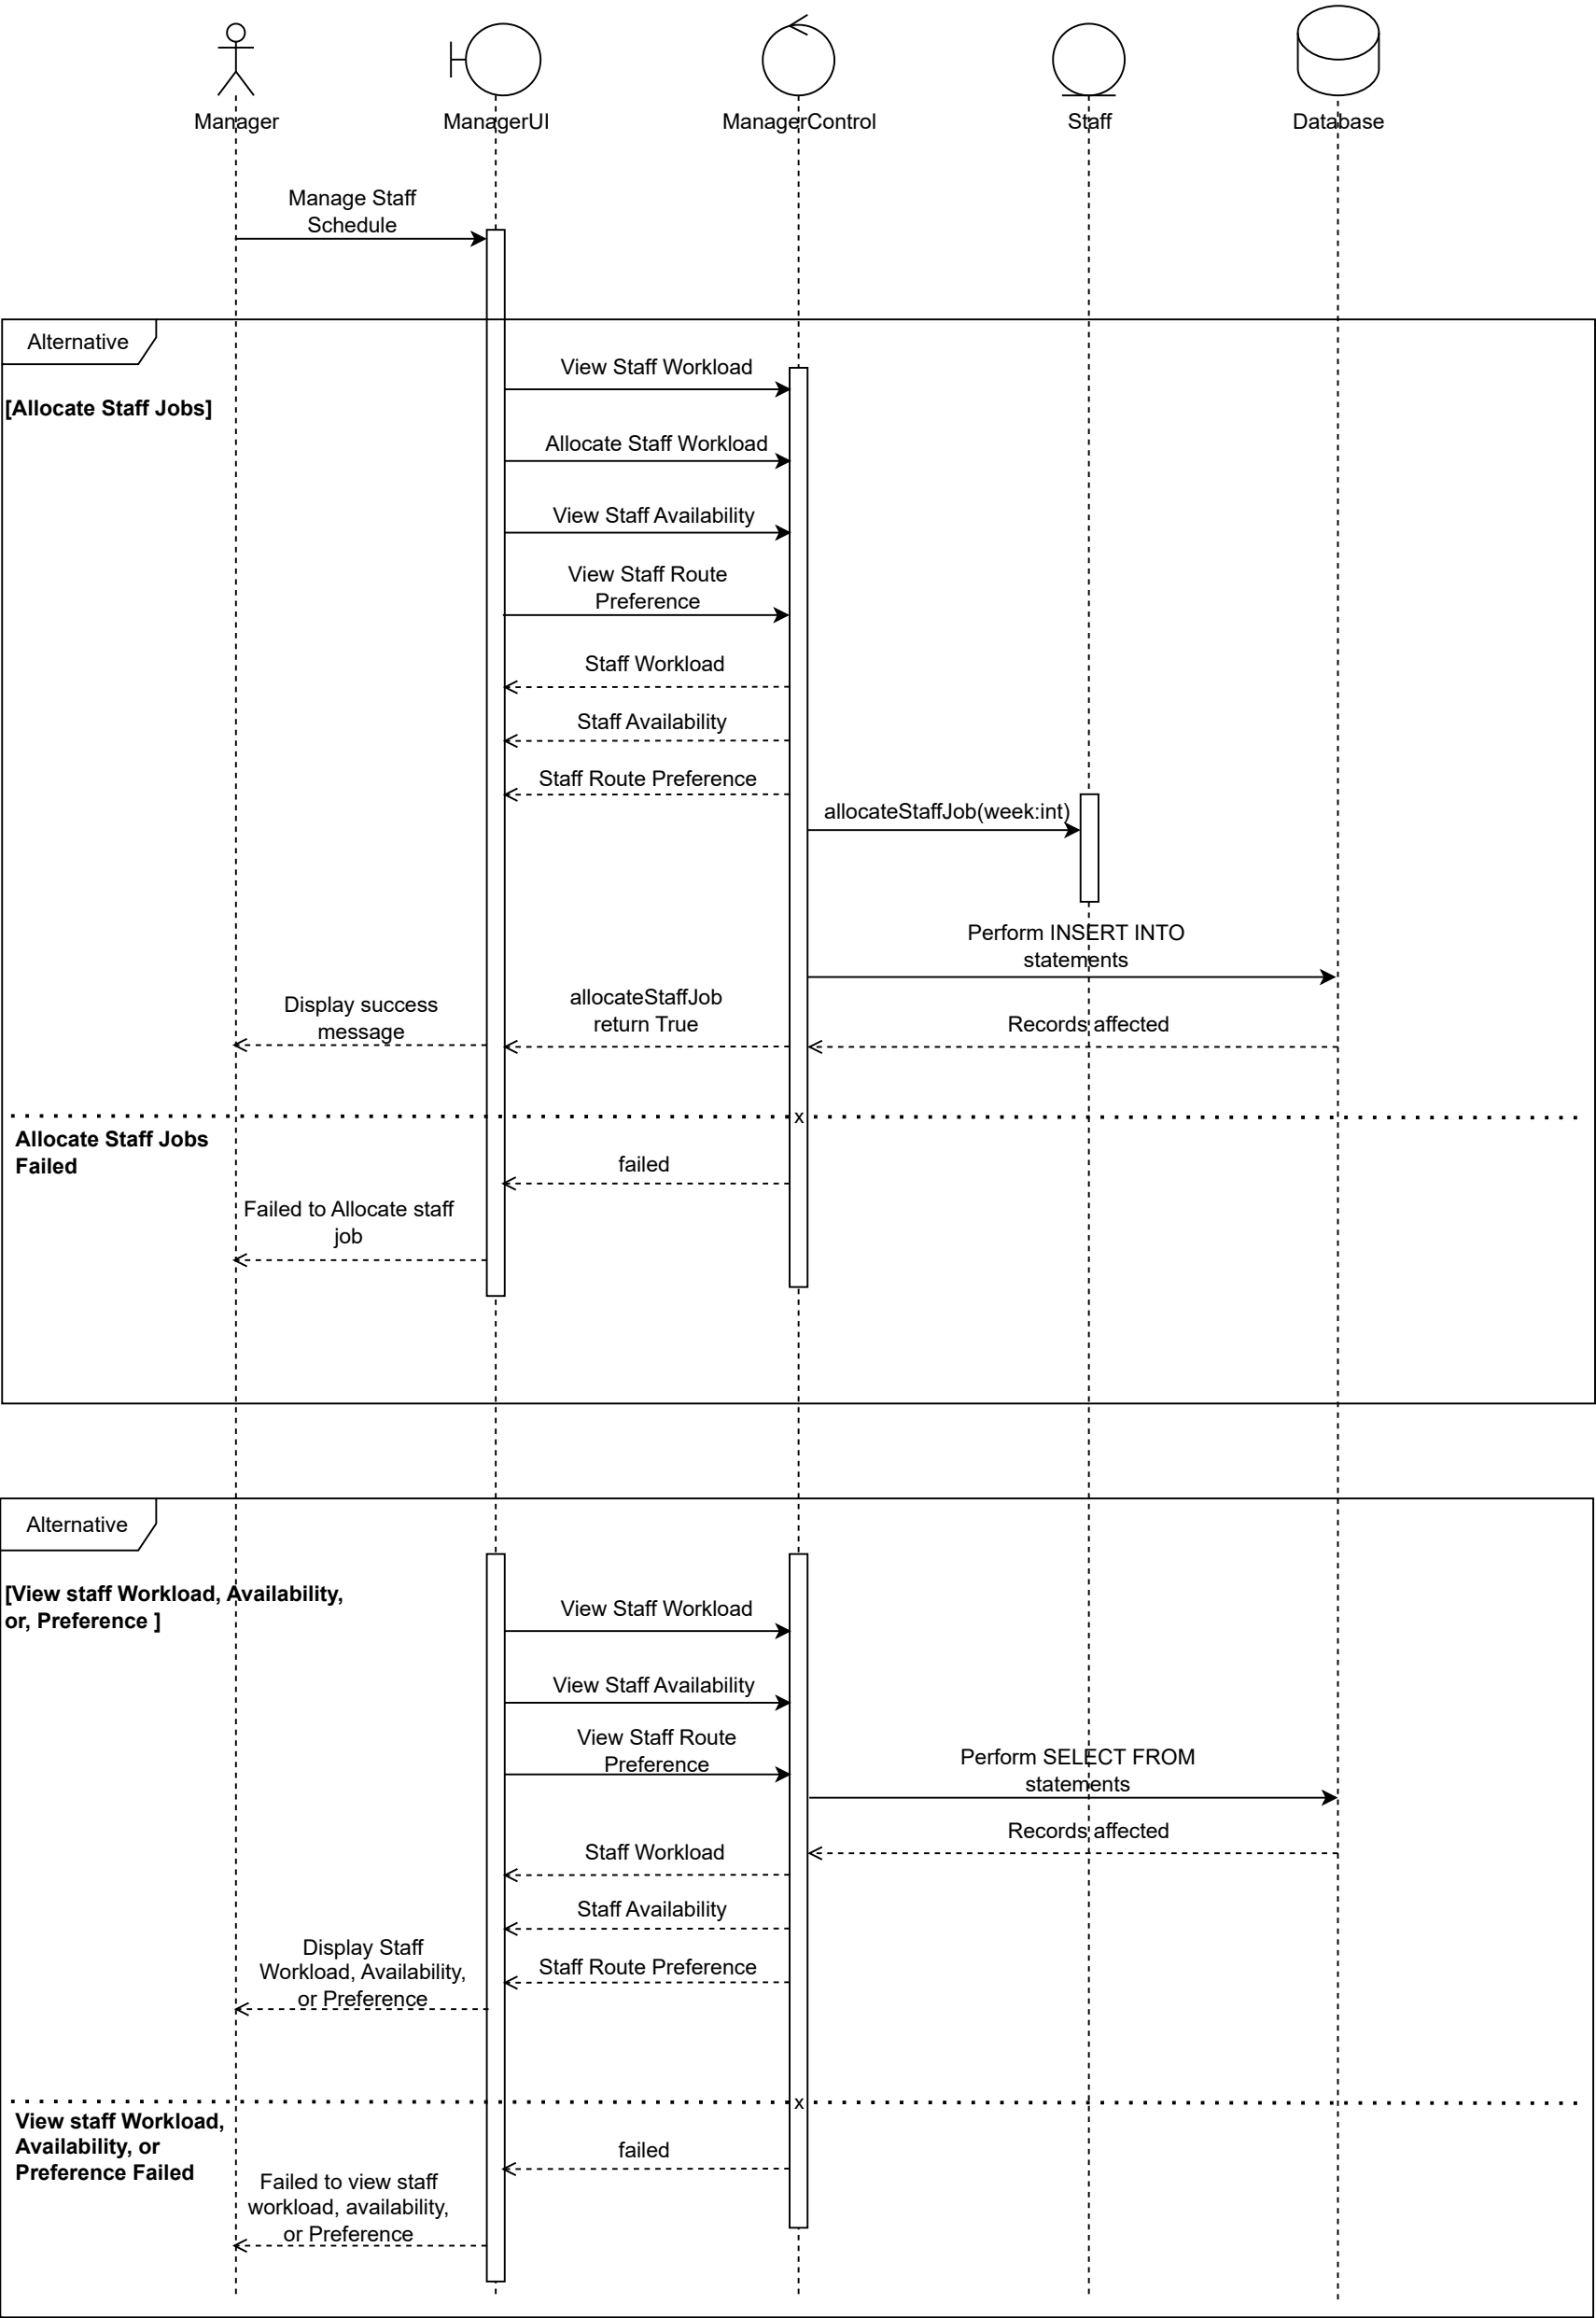 Manager
ManagerUI
ManagerControl
Staff
Database
Manage Staff
Schedule
Alternative
[Allocate Staff Jobs]
View Staff Workload
Allocate Staff Workload
View Staff Availability
View Staff Route
Preference
Staff Workload
Staff Availability
Staff Route Preference
allocateStaffJob(week:int)
Perform INSERT INTO
statements
Display success
message
allocateStaffJob
return True
Records affected
x
Allocate Staff Jobs
Failed
failed
Failed to Allocate staff
job
Alternative
[View staff Workload, Availability,
or, Preference ]
View Staff Workload
View Staff Availability
View Staff Route
Preference
Perform SELECT FROM
statements
Records affected
Staff Workload
Staff Availability
Staff Route Preference
Display Staff
Workload, Availability,
or Preference
x
View staff Workload,
Availability, or
Preference Failed
failed
Failed to view staff
workload, availability,
or Preference